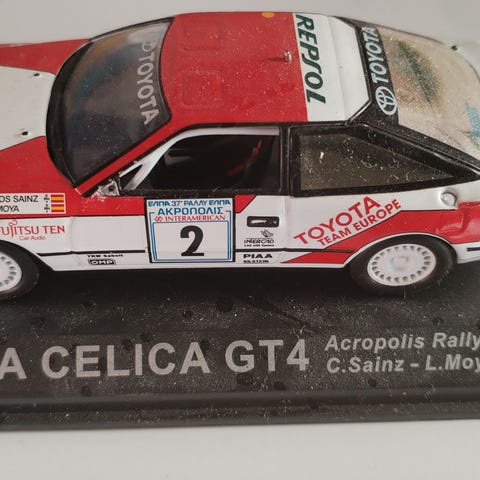 REPSOL
TOYOTA
TOYOTA
OS SAINZ
MOYA
FUJITSU TEN
Car Audio
ΕΛΠΑ 37° ΡΑΛΛΥ ΕΛΠΑ
ΑΚΡΟΠΟΛΙΣ
INTERAMERICAN
2
OMP
PIAA
TOYOTA
TEAM EUROPE
A CELICA GT4
Acropolis Rally
C.Sainz - L.Moy